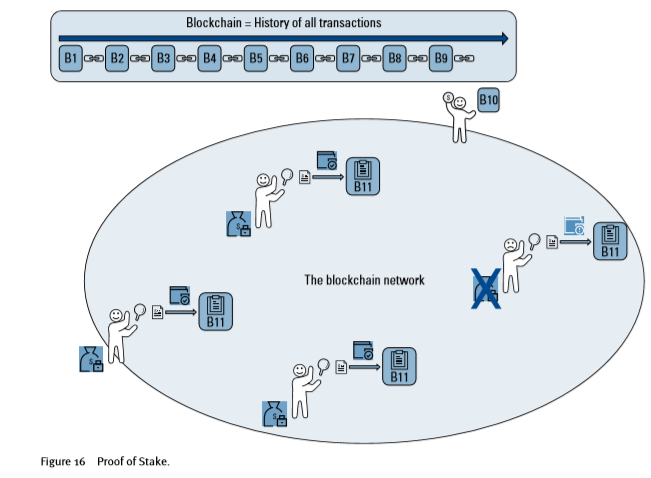 Blockchain = History of all transactions
B1 B2 B3 B4 B5 B6 B7 B8 B9
B10
B11
B11
The blockchain network
B11
B11
Figure 16 Proof of Stake.